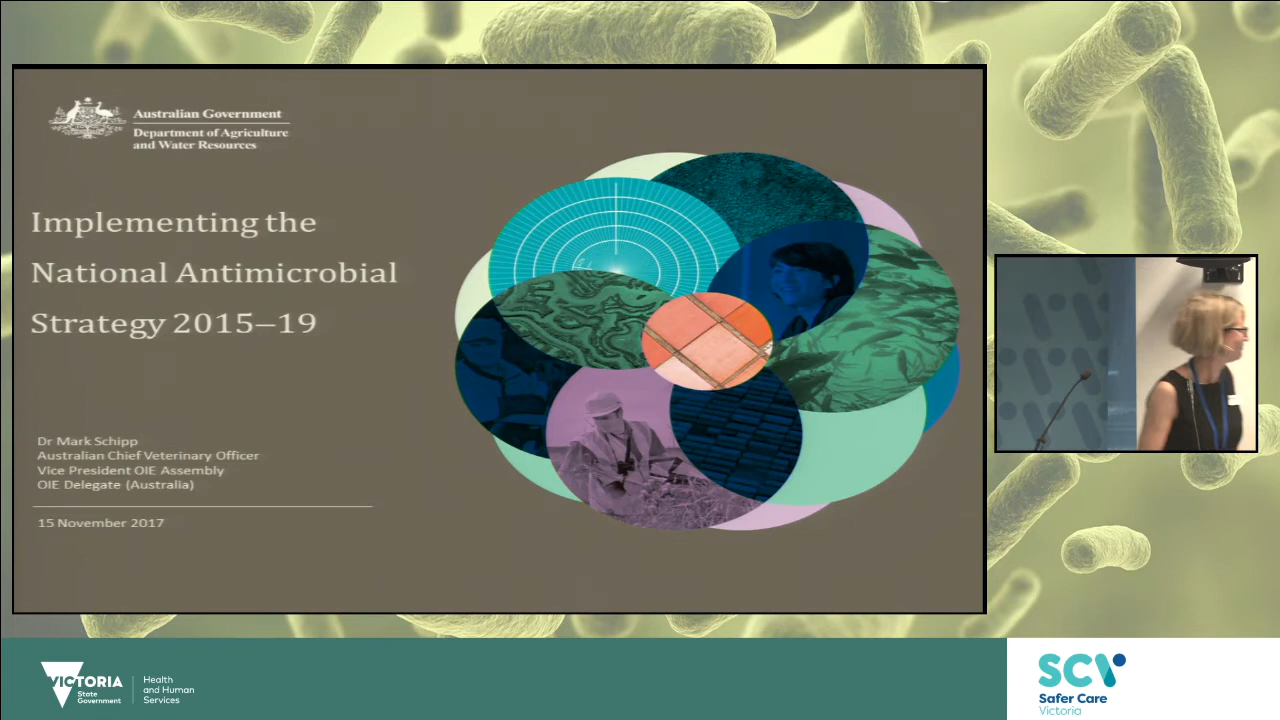 Australian Government
Department of Agriculture
and Water Resources
Implementing the
National Antimicrobial
Strategy 2015–19
Dr Mark Schipp
Australian Chief Veterinary Officer
Vice President OIE Assembly
OIE Delegate (Australia)
15 November 2017
VICTORIA
State
Government
Health
and Human
Services
SCV
Safer Care
Victoria